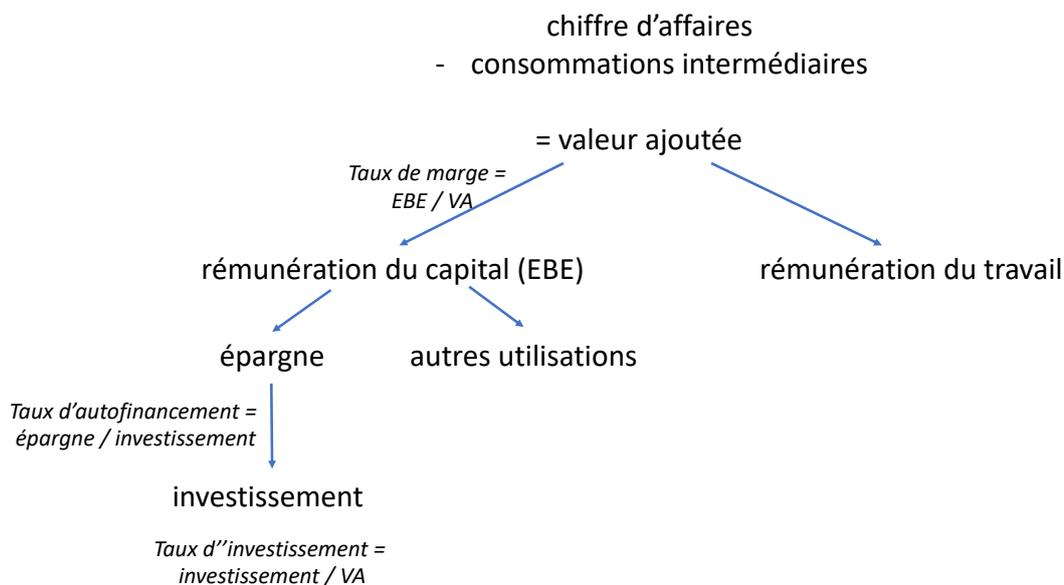 chiffre d’affaires
- consommations intermédiaires
= valeur ajoutée
Taux de marge =
EBE / VA
rémunération du capital (EBE)
rémunération du travail
épargne
autres utilisations
Taux d’autofinancement =
épargne / investissement
investissement
Taux d’’investissement =
investissement / VA